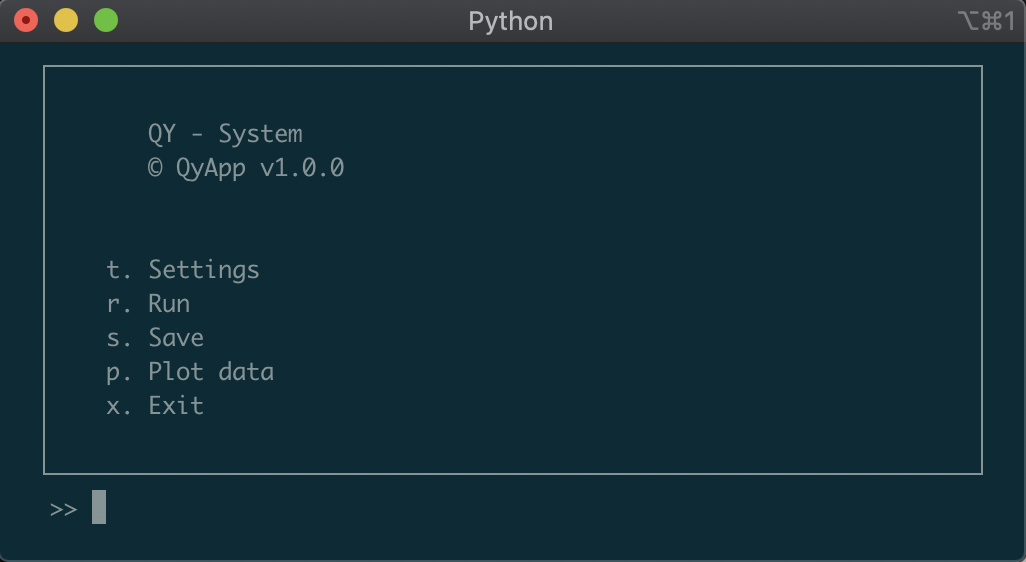 Python
⌥⌘1
QY - System
© QyApp v1.0.0
t. Settings
r. Run
s. Save
p. Plot data
x. Exit
>>